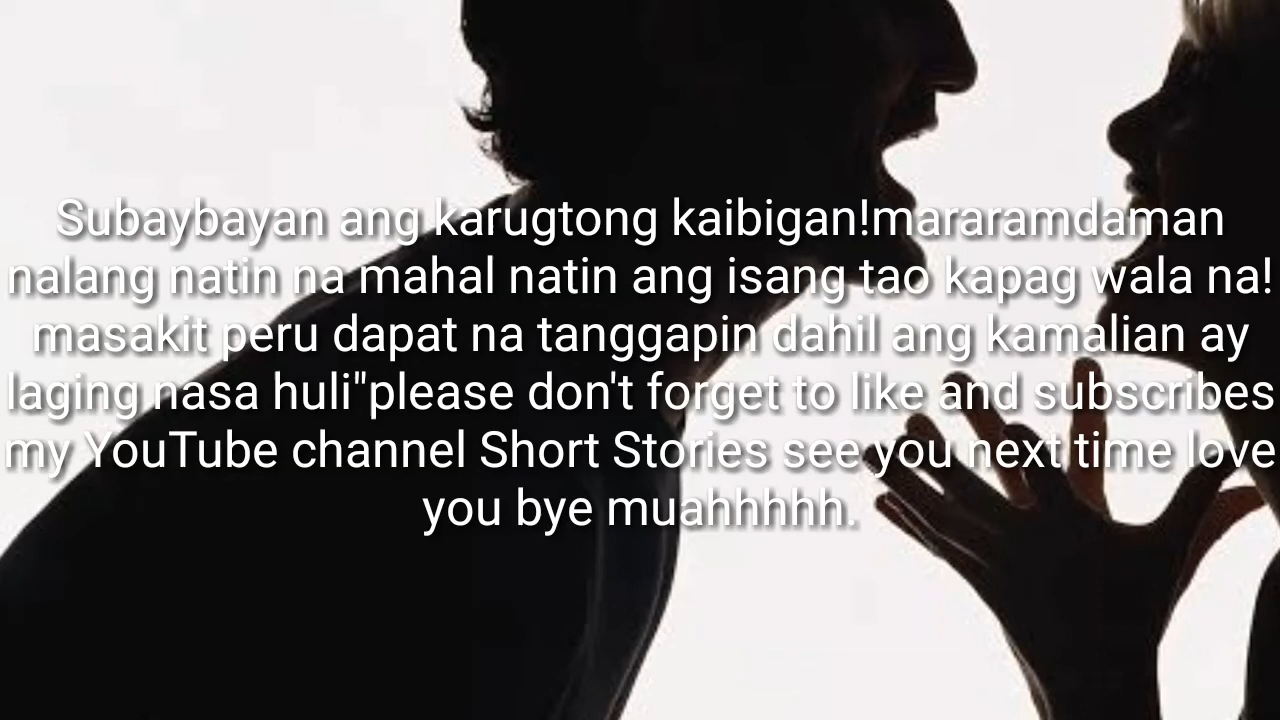 Subaybayan ang karugtong kaibigan!mararamdaman
nalang natin na mahal natin ang isang tao kapag wala na!
masakit peru dapat na tanggapin dahil ang kamalian ay
laging nasa huli"please don't forget to like and subscribes
my YouTube channel Short Stories see you next time love
you bye muahhhhh.